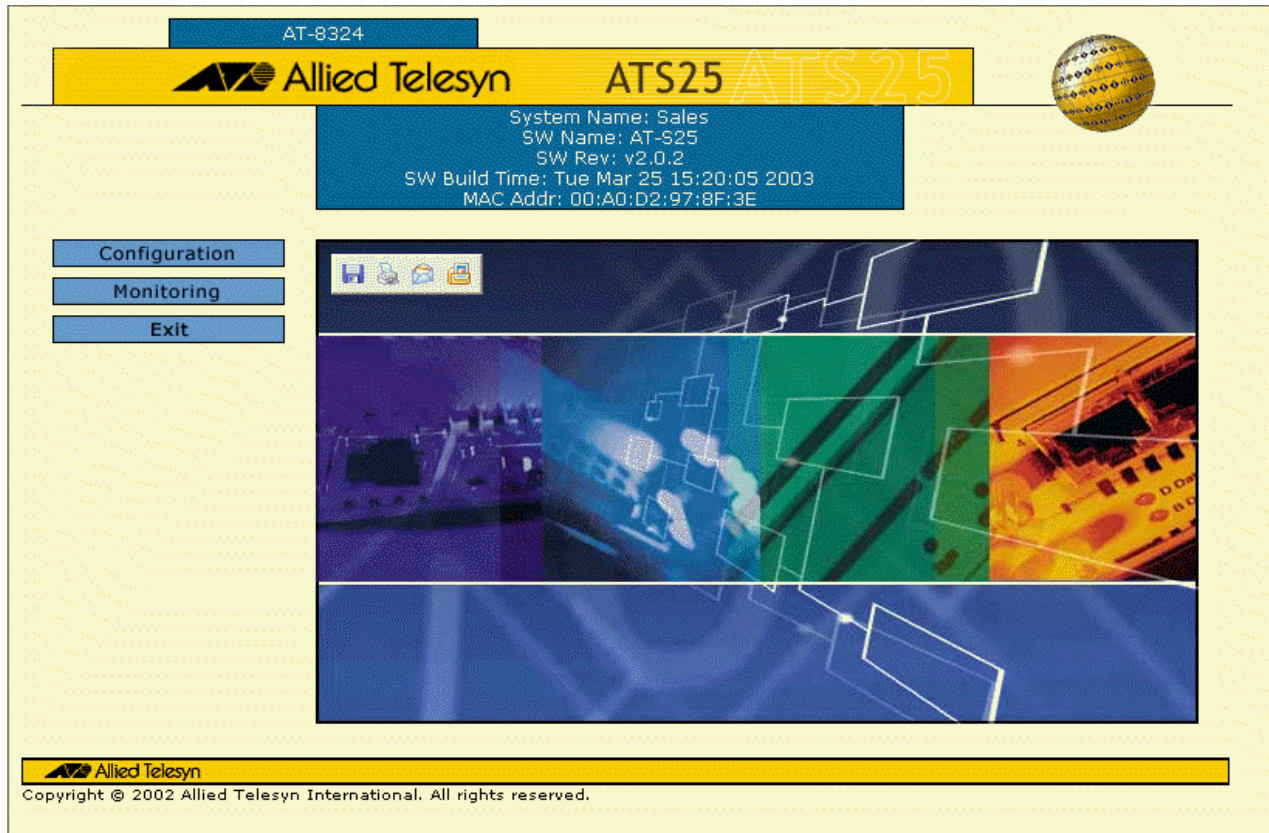 AT-8324
Allied Telesyn ATS25 ATS25
System Name: Sales
SW Name: AT-S25
SW Rev: v2.0.2
SW Build Time: Tue Mar 25 15:20:05 2003
MAC Addr: 00:A0:D2:97:8F:3E
Configuration
Monitoring
Exit
Allied Telesyn
Copyright © 2002 Allied Telesyn International. All rights reserved.